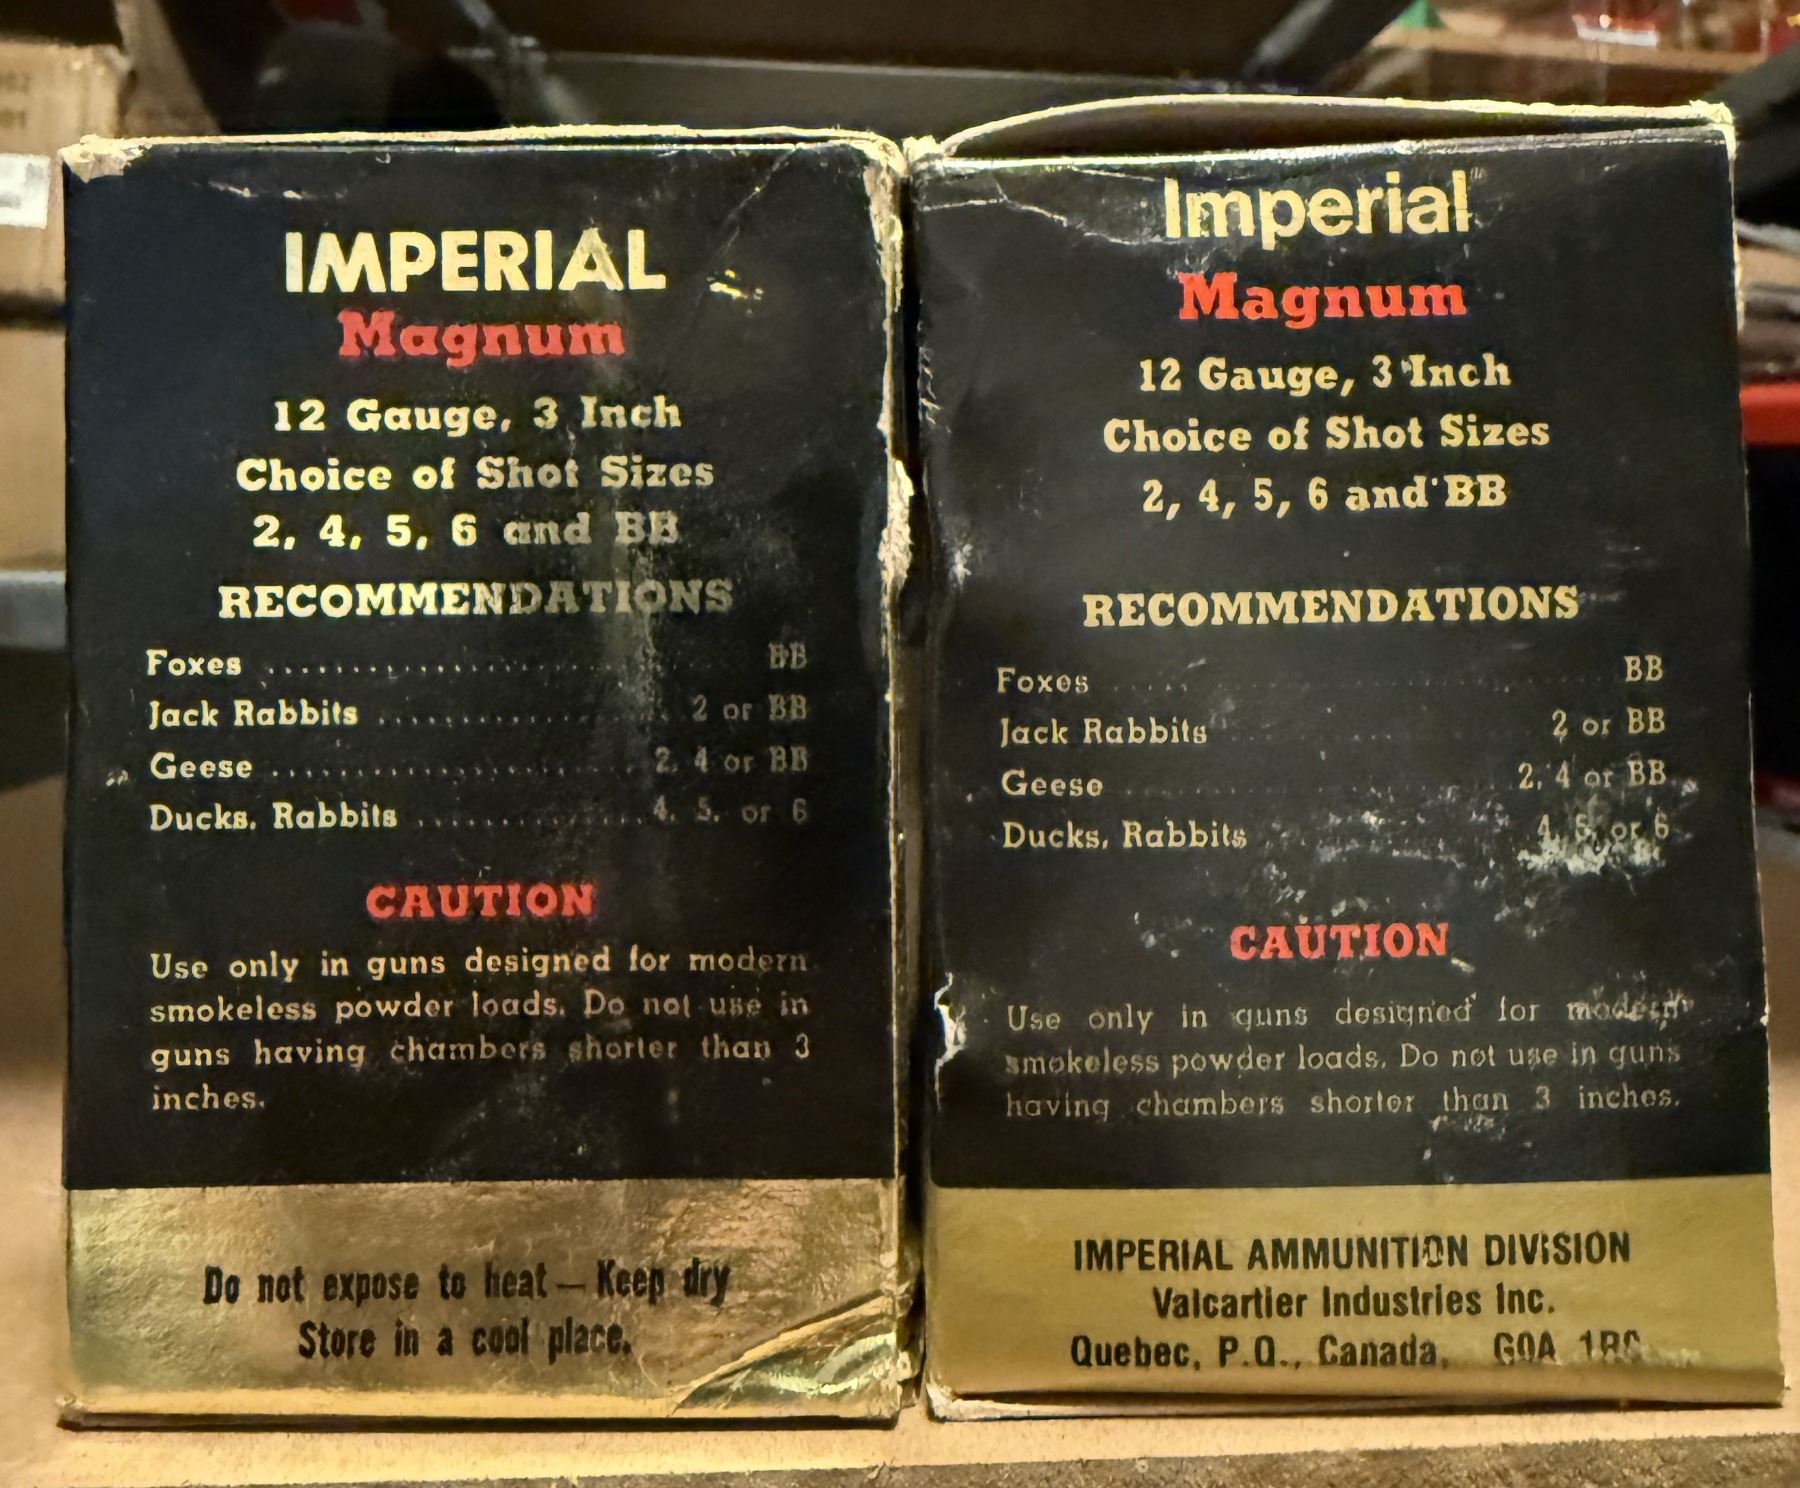 IMPERIAL
Magnum
12 Gauge, 3 Inch
Choice of Shot Sizes
2, 4, 5, 6 and BB
RECOMMENDATIONS
Foxes .................... BB
Jack Rabbits .................... 2 or BB
Geese .................... 2, 4 or BB
Ducks, Rabbits .................... 4, 5, or 6
CAUTION
Use only in guns designed for modern
smokeless powder loads. Do not use in
guns having chambers shorter than 3
inches.
Do not expose to heat — Keep dry
Store in a cool place.
Imperial
Magnum
12 Gauge, 3 Inch
Choice of Shot Sizes
2, 4, 5, 6 and BB
RECOMMENDATIONS
Foxes .................... BB
Jack Rabbits .................... 2 or BB
Geese .................... 2, 4 or BB
Ducks, Rabbits .................... 4, 5, or 6
CAUTION
Use only in guns designed for modern
smokeless powder loads. Do not use in guns
having chambers shorter than 3 inches.
IMPERIAL AMMUNITION DIVISION
Valcartier Industries Inc.
Quebec, P.Q., Canada, G0A